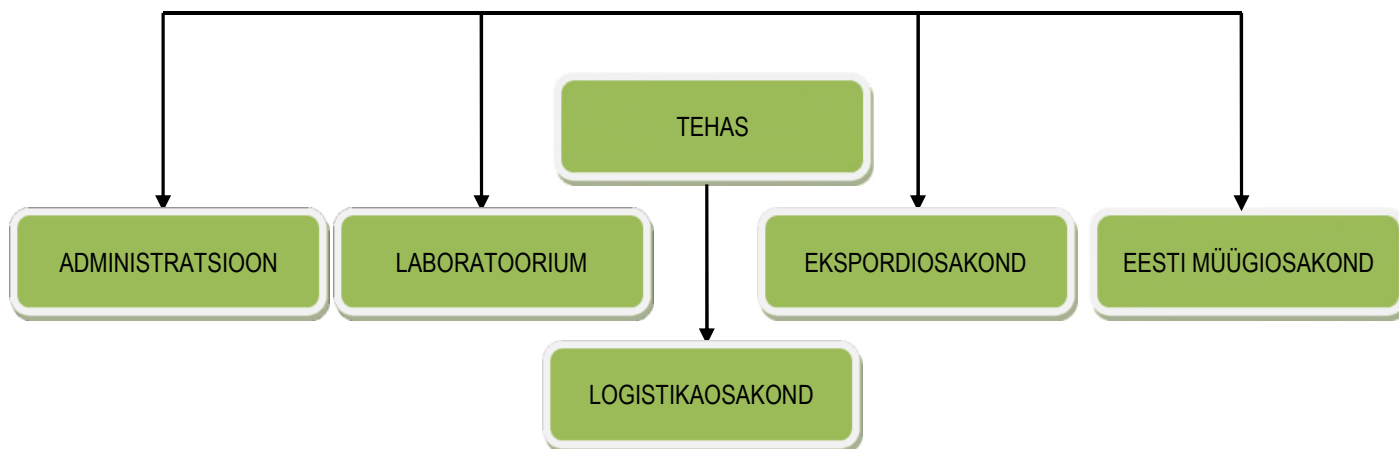 TEHAS
ADMINISTRATSIOON
LABORATOORIUM
EKSPORDIOSAKOND
EESTI MÜÜGIOSAKOND
LOGISTIKAOSAKOND